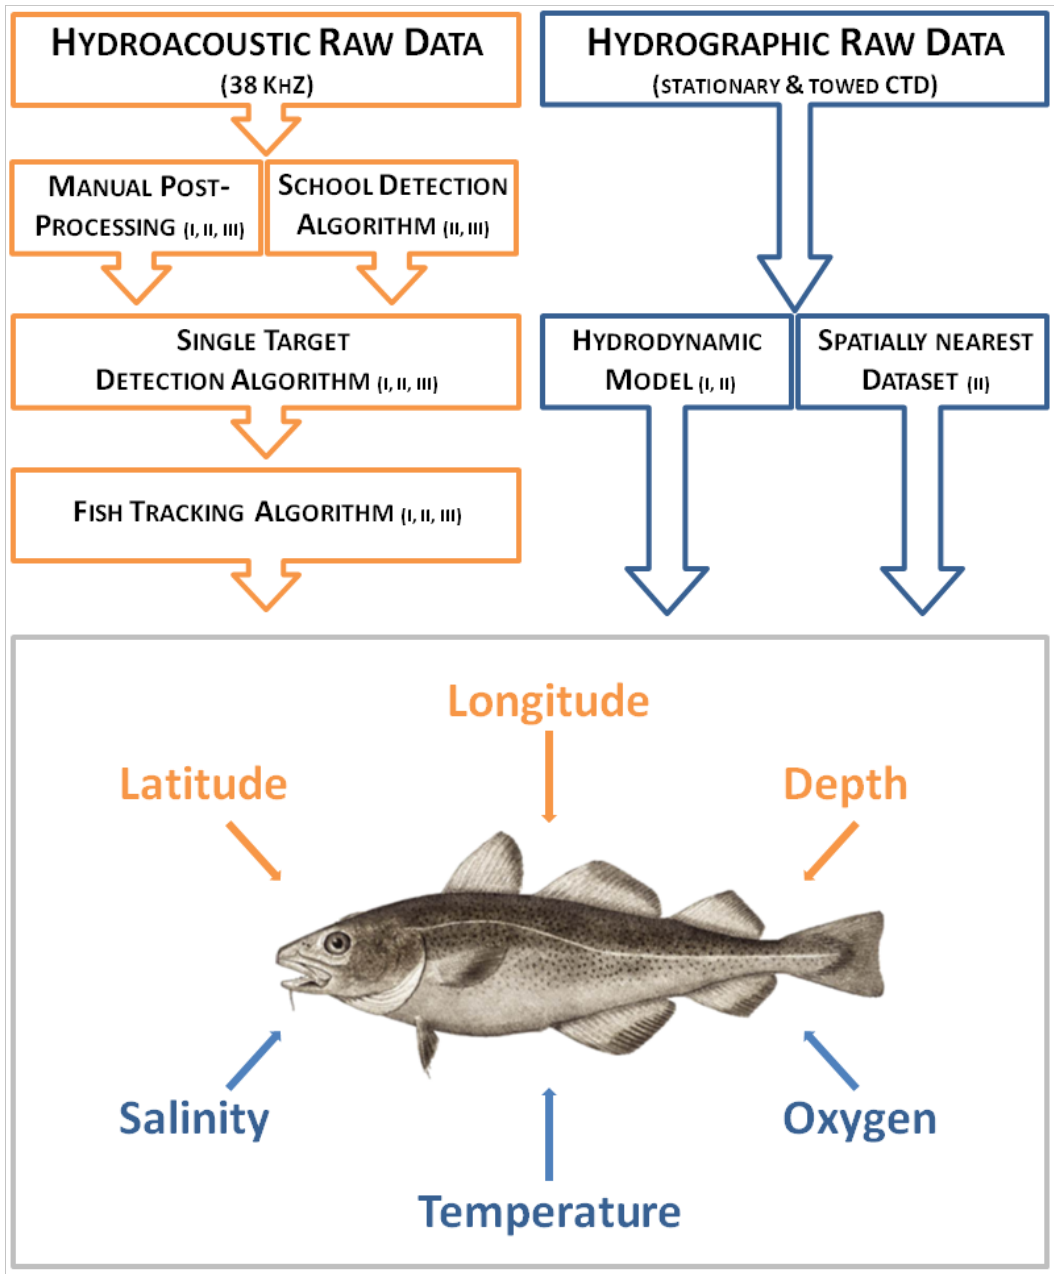 HYDROACOUSTIC RAW DATA
(38 KHZ)
HYDROGRAPHIC RAW DATA
(STATIONARY & TOWED CTD)
MANUAL POST-
PROCESSING (I, II, III)
SCHOOL DETECTION
ALGORITHM (II, III)
SINGLE TARGET
DETECTION ALGORITHM (I, II, III)
HYDRODYNAMIC
MODEL (I, II)
SPATIALLY NEAREST
DATASET (II)
FISH TRACKING ALGORITHM (I, II, III)
Longitude
Latitude
Depth
Salinity
Oxygen
Temperature